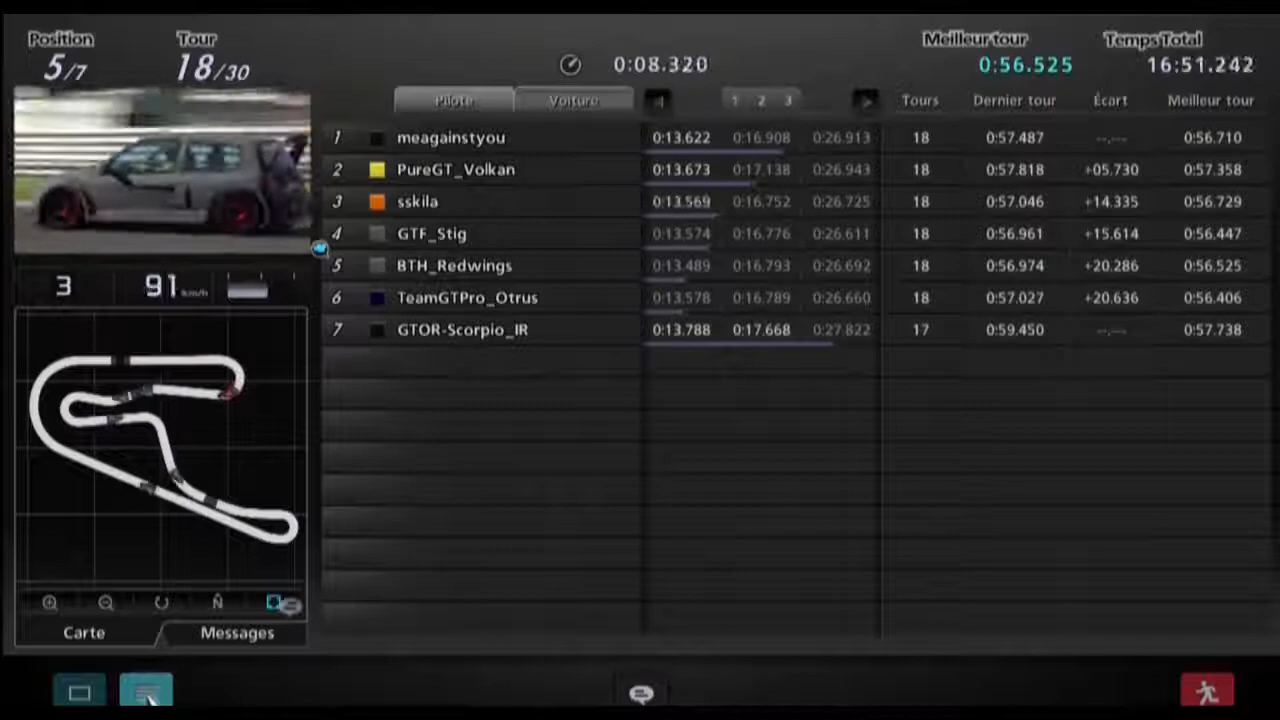 Position Tour Meilleur tour Temps Total
5/7 18/30 0:08.320 0:56.525 16:51.242
Pilote Voiture 1 2 3 Tours Dernier tour Écart Meilleur tour
1 meagainstyou 0:13.622 0:16.908 0:26.913 18 0:57.487 --.--- 0:56.710
2 PureGT_Volkan 0:13.673 0:17.138 0:26.943 18 0:57.818 +05.730 0:57.358
3 sskila 0:13.569 0:16.752 0:26.725 18 0:57.046 +14.335 0:56.729
4 GTF_Stig 0:13.574 0:16.776 0:26.611 18 0:56.961 +15.614 0:56.447
5 BTH_Redwings 0:13.489 0:16.793 0:26.692 18 0:56.974 +20.286 0:56.525
6 TeamGTPro_Otrus 0:13.578 0:16.789 0:26.660 18 0:57.027 +20.636 0:56.406
7 GTOR-Scorpio_IR 0:13.788 0:17.668 0:27.822 17 0:59.450 --.--- 0:57.738
3 91 km/h
N
Carte Messages